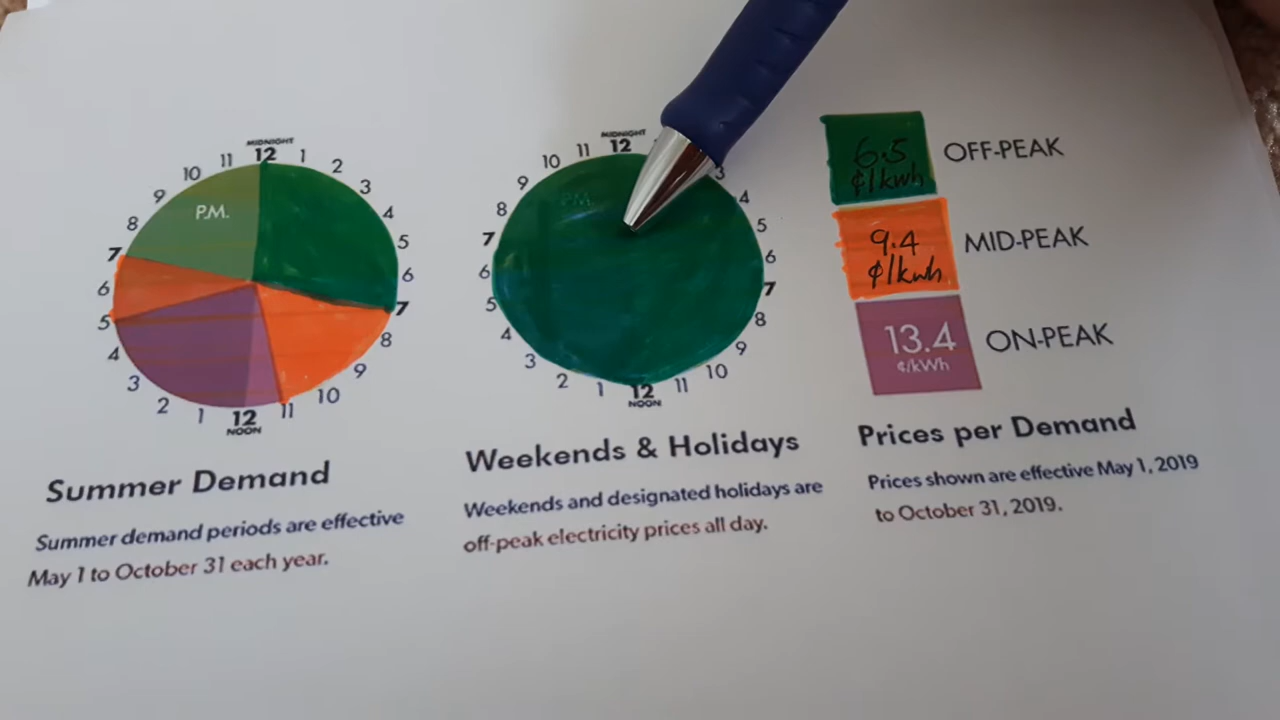 MIDNIGHT
12
1
2
3
4
5
6
7
8
9
10
11
12
NOON
1
2
3
4
5
6
7
8
9
10
11
P.M.
Summer Demand
Summer demand periods are effective
May 1 to October 31 each year.
MIDNIGHT
12
3
4
5
6
7
8
9
10
11
12
NOON
1
2
3
4
5
6
7
8
9
10
11
P.M.
Weekends & Holidays
Weekends and designated holidays are
off-peak electricity prices all day.
6.5
¢/kwh
OFF-PEAK
9.4
¢/kwh
MID-PEAK
13.4
¢/kWh
ON-PEAK
Prices per Demand
Prices shown are effective May 1, 2019
to October 31, 2019.